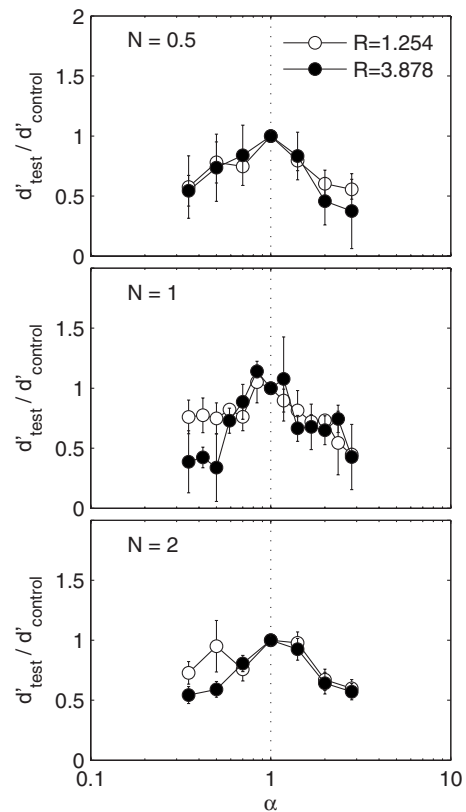 N = 0.5
R=1.254
R=3.878
2
1.5
1
0.5
0
d'test / d'control
N = 1
1.5
1
0.5
0
d'test / d'control
N = 2
1.5
1
0.5
0
d'test / d'control
0.1 1 10
α